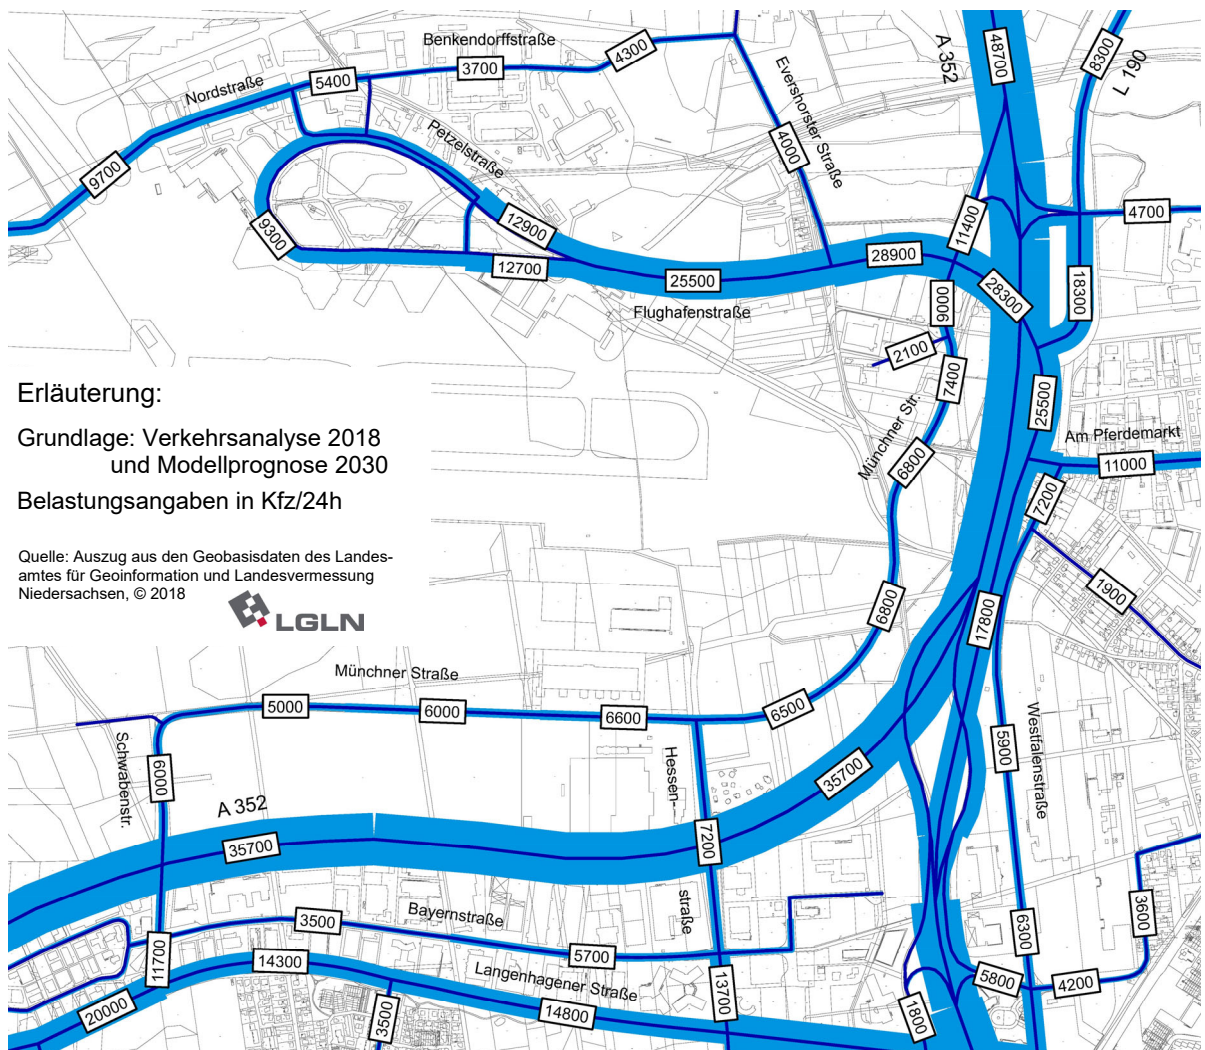 Benkendorffstraße
4300
3700
5400
Nordstraße
9700
Petzelstraße
Evershorster Straße
4000
A 352
48700
8300
L 190
4700
11400
9300
12900
12700
25500
28900
28300
18300
Flughafenstraße
9000
2100
7400
25500
Münchner Str.
6800
Am Pferdemarkt
11000
7200
Erläuterung:
Grundlage: Verkehrsanalyse 2018
und Modellprognose 2030
Belastungsangaben in Kfz/24h
Quelle: Auszug aus den Geobasisdaten des Landes-
amtes für Geoinformation und Landesvermessung
Niedersachsen, © 2018
LGLN
1900
6800
17800
Münchner Straße
5000
6000
6600
6500
Schwabenstr.
6000
Hessen-
straße
5900
Westfalenstraße
A 352
35700
35700
7200
3500
Bayernstraße
5700
11700
14300
Langenhagener Straße
14800
13700
20000
3500
6300
3600
5800
4200
1800